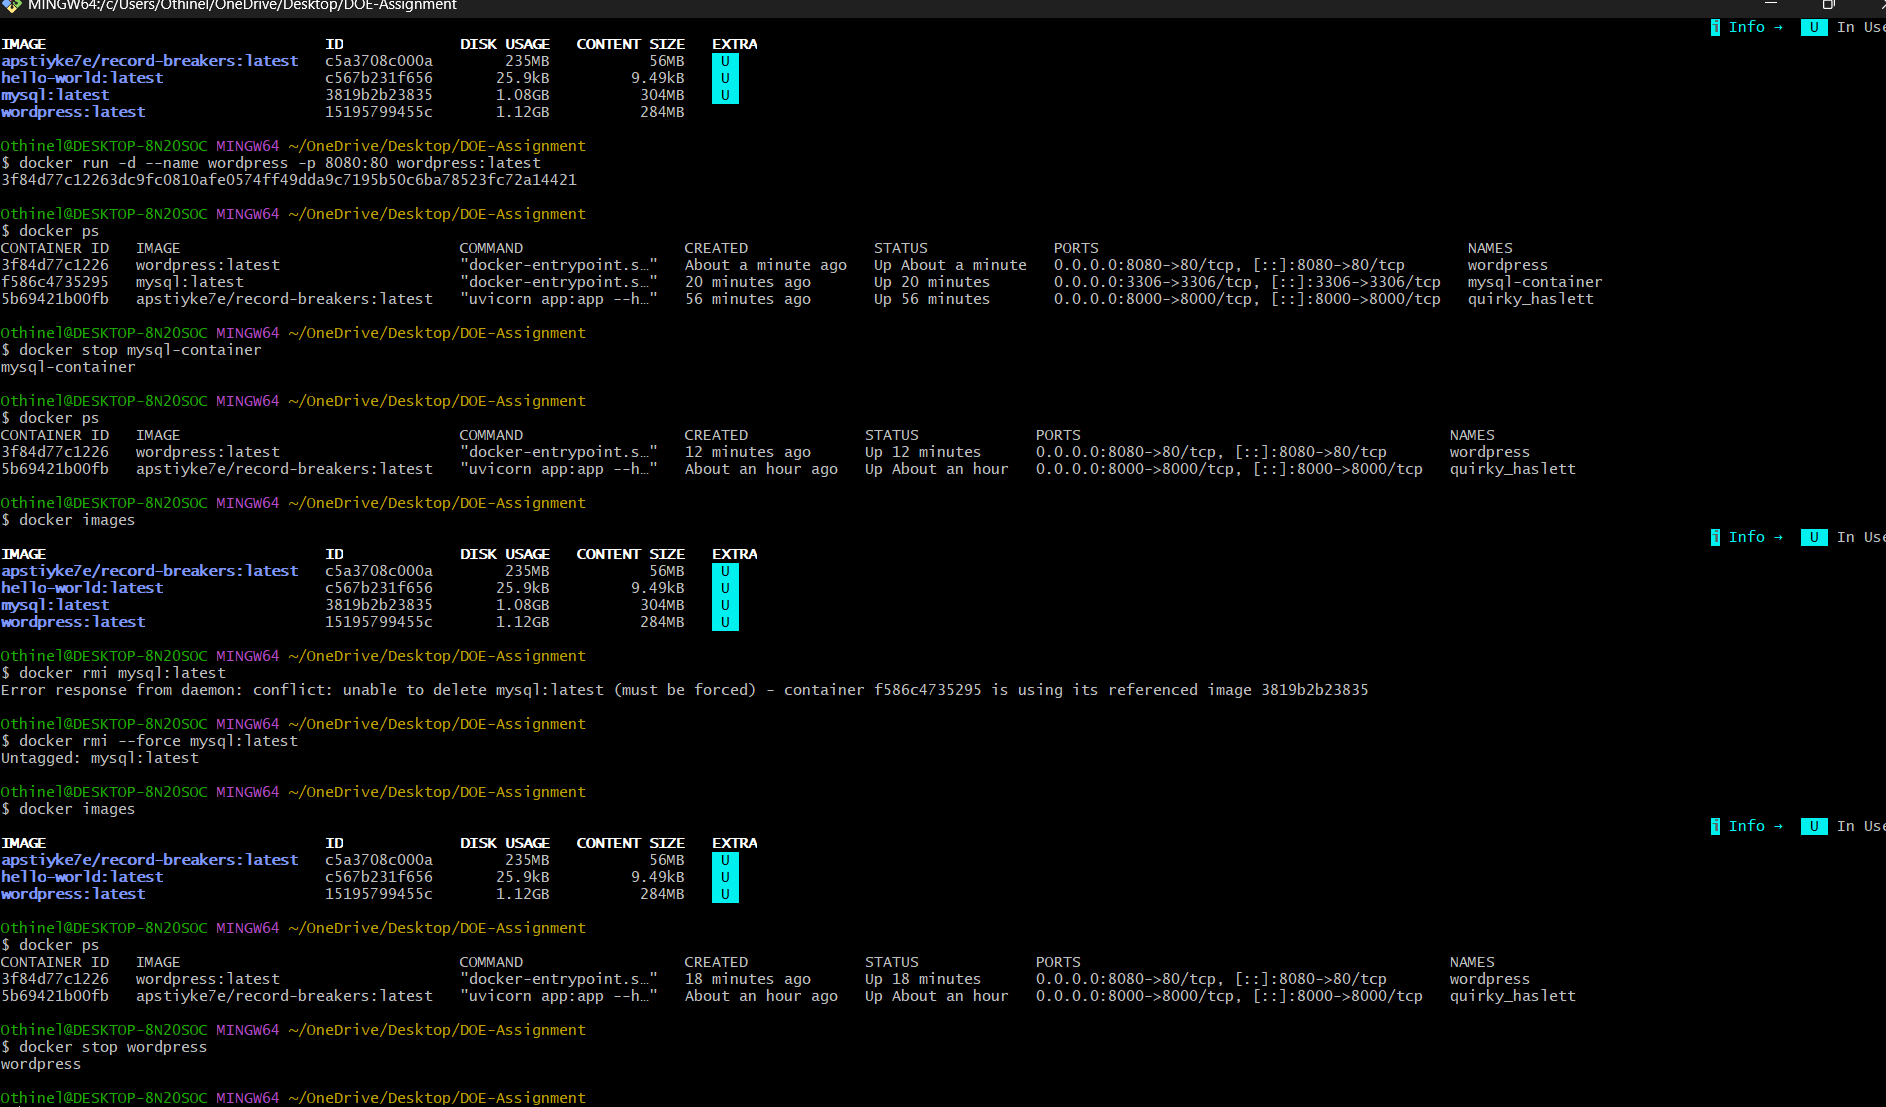 MINGW64:/c/Users/Othinel/OneDrive/Desktop/DOE-Assignment
i Info → U In Use
IMAGE ID DISK USAGE CONTENT SIZE EXTRA
apstiyke7e/record-breakers:latest c5a3708c000a 235MB 56MB U
hello-world:latest c567b231f656 25.9kB 9.49kB U
mysql:latest 3819b2b23835 1.08GB 304MB U
wordpress:latest 15195799455c 1.12GB 284MB
Othinel@DESKTOP-8N20SOC MINGW64 ~/OneDrive/Desktop/DOE-Assignment
$ docker run -d --name wordpress -p 8080:80 wordpress:latest
3f84d77c12263dc9fc0810afe0574ff49dda9c7195b50c6ba78523fc72a14421
Othinel@DESKTOP-8N20SOC MINGW64 ~/OneDrive/Desktop/DOE-Assignment
$ docker ps
CONTAINER ID IMAGE COMMAND CREATED STATUS PORTS NAMES
3f84d77c1226 wordpress:latest "docker-entrypoint.s…" About a minute ago Up About a minute 0.0.0.0:8080->80/tcp, [::]:8080->80/tcp wordpress
f586c4735295 mysql:latest "docker-entrypoint.s…" 20 minutes ago Up 20 minutes 0.0.0.0:3306->3306/tcp, [::]:3306->3306/tcp mysql-container
5b69421b00fb apstiyke7e/record-breakers:latest "uvicorn app:app --h…" 56 minutes ago Up 56 minutes 0.0.0.0:8000->8000/tcp, [::]:8000->8000/tcp quirky_haslett
Othinel@DESKTOP-8N20SOC MINGW64 ~/OneDrive/Desktop/DOE-Assignment
$ docker stop mysql-container
mysql-container
Othinel@DESKTOP-8N20SOC MINGW64 ~/OneDrive/Desktop/DOE-Assignment
$ docker ps
CONTAINER ID IMAGE COMMAND CREATED STATUS PORTS NAMES
3f84d77c1226 wordpress:latest "docker-entrypoint.s…" 12 minutes ago Up 12 minutes 0.0.0.0:8080->80/tcp, [::]:8080->80/tcp wordpress
5b69421b00fb apstiyke7e/record-breakers:latest "uvicorn app:app --h…" About an hour ago Up About an hour 0.0.0.0:8000->8000/tcp, [::]:8000->8000/tcp quirky_haslett
Othinel@DESKTOP-8N20SOC MINGW64 ~/OneDrive/Desktop/DOE-Assignment
$ docker images
i Info → U In Use
IMAGE ID DISK USAGE CONTENT SIZE EXTRA
apstiyke7e/record-breakers:latest c5a3708c000a 235MB 56MB U
hello-world:latest c567b231f656 25.9kB 9.49kB U
mysql:latest 3819b2b23835 1.08GB 304MB U
wordpress:latest 15195799455c 1.12GB 284MB U
Othinel@DESKTOP-8N20SOC MINGW64 ~/OneDrive/Desktop/DOE-Assignment
$ docker rmi mysql:latest
Error response from daemon: conflict: unable to delete mysql:latest (must be forced) - container f586c4735295 is using its referenced image 3819b2b23835
Othinel@DESKTOP-8N20SOC MINGW64 ~/OneDrive/Desktop/DOE-Assignment
$ docker rmi --force mysql:latest
Untagged: mysql:latest
Othinel@DESKTOP-8N20SOC MINGW64 ~/OneDrive/Desktop/DOE-Assignment
$ docker images
i Info → U In Use
IMAGE ID DISK USAGE CONTENT SIZE EXTRA
apstiyke7e/record-breakers:latest c5a3708c000a 235MB 56MB U
hello-world:latest c567b231f656 25.9kB 9.49kB U
wordpress:latest 15195799455c 1.12GB 284MB U
Othinel@DESKTOP-8N20SOC MINGW64 ~/OneDrive/Desktop/DOE-Assignment
$ docker ps
CONTAINER ID IMAGE COMMAND CREATED STATUS PORTS NAMES
3f84d77c1226 wordpress:latest "docker-entrypoint.s…" 18 minutes ago Up 18 minutes 0.0.0.0:8080->80/tcp, [::]:8080->80/tcp wordpress
5b69421b00fb apstiyke7e/record-breakers:latest "uvicorn app:app --h…" About an hour ago Up About an hour 0.0.0.0:8000->8000/tcp, [::]:8000->8000/tcp quirky_haslett
Othinel@DESKTOP-8N20SOC MINGW64 ~/OneDrive/Desktop/DOE-Assignment
$ docker stop wordpress
wordpress
Othinel@DESKTOP-8N20SOC MINGW64 ~/OneDrive/Desktop/DOE-Assignment